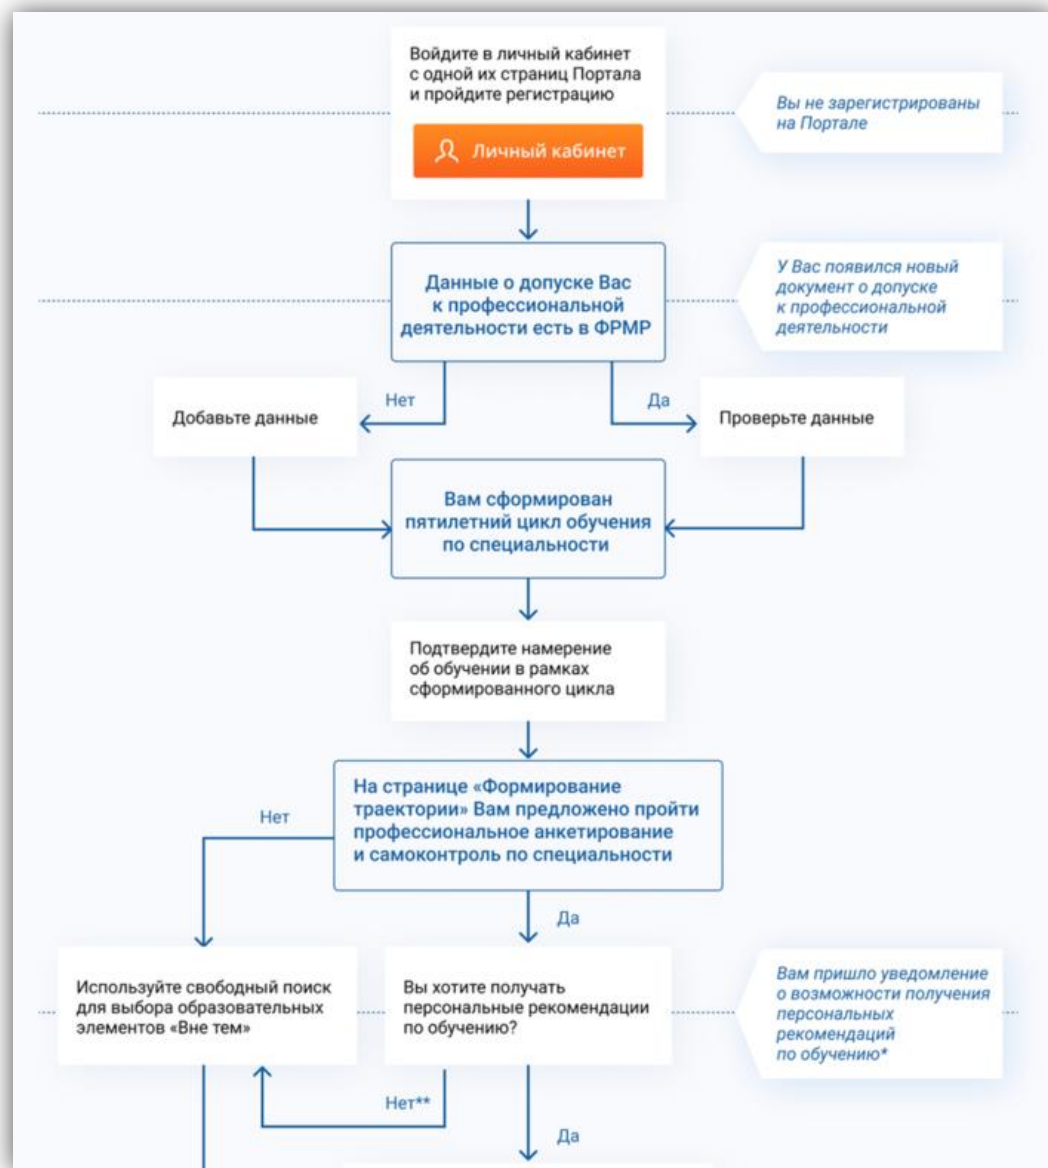 Войдите в личный кабинет
с одной их страниц Портала
и пройдите регистрацию
Личный кабинет
Вы не зарегистрированы
на Портале
Данные о допуске Вас
к профессиональной
деятельности есть в ФРМР
У Вас появился новый
документ о допуске
к профессиональной
деятельности
Нет
Да
Добавьте данные
Проверьте данные
Вам сформирован
пятилетний цикл обучения
по специальности
Подтвердите намерение
об обучении в рамках
сформированного цикла
На странице «Формирование
траектории» Вам предложено пройти
профессиональное анкетирование
и самоконтроль по специальности
Нет
Да
Используйте свободный поиск
для выбора образовательных
элементов «Вне тем»
Вы хотите получать
персональные рекомендации
по обучению?
Вам пришло уведомление
о возможности получения
персональных
рекомендаций
по обучению*
Нет**
Да